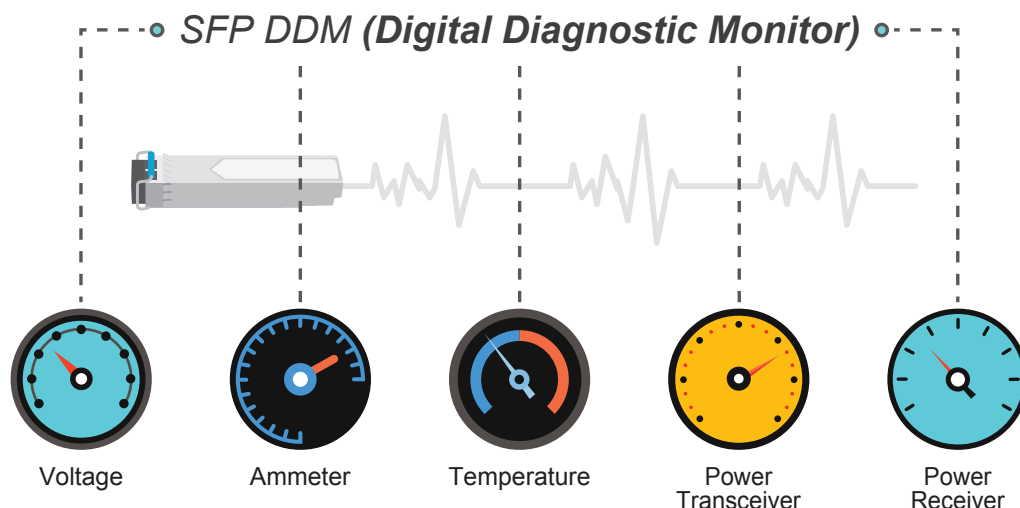 SFP DDM (Digital Diagnostic Monitor)
Voltage
Ammeter
Temperature
Power
Transceiver
Power
Receiver